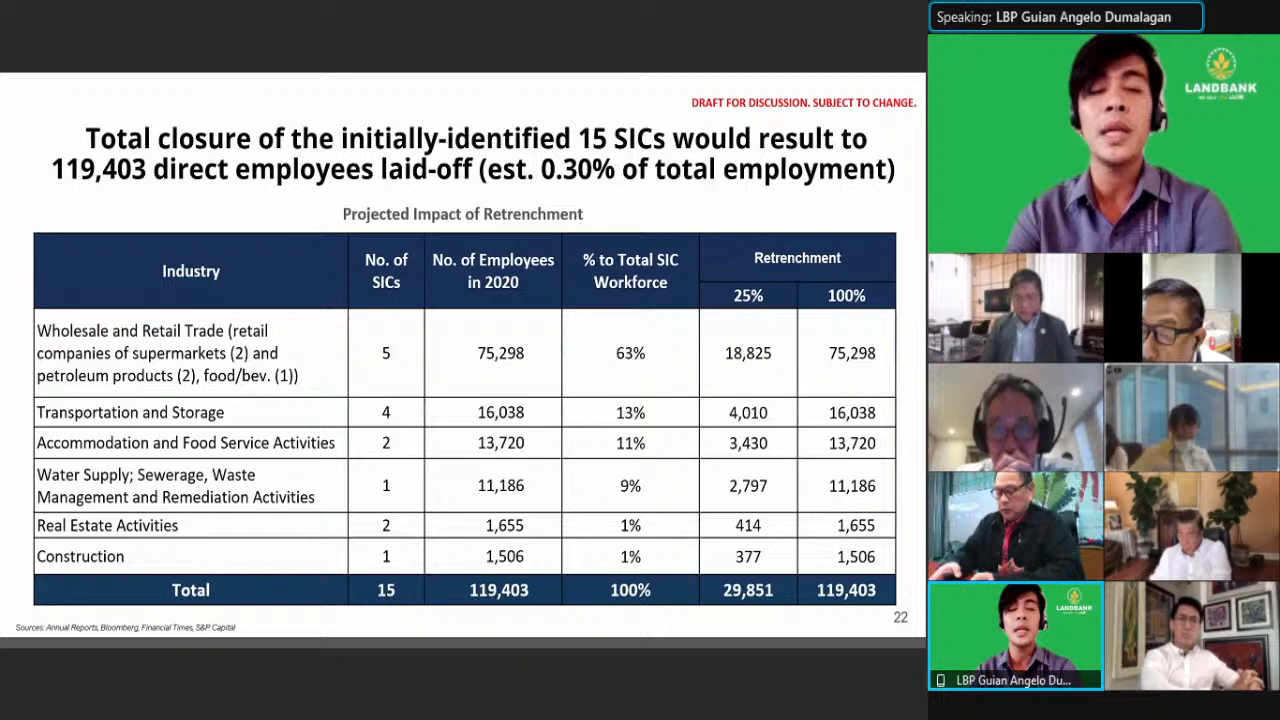 Speaking: LBP Guian Angelo Dumalagan
LANDBANK
DRAFT FOR DISCUSSION. SUBJECT TO CHANGE.
Total closure of the initially-identified 15 SICs would result to
119,403 direct employees laid-off (est. 0.30% of total employment)
Projected Impact of Retrenchment
Industry
No. of
SICs
No. of Employees
in 2020
% to Total SIC
Workforce
Retrenchment
25% 100%
Wholesale and Retail Trade (retail
companies of supermarkets (2) and
petroleum products (2), food/bev. (1))
5 75,298 63% 18,825 75,298
Transportation and Storage 4 16,038 13% 4,010 16,038
Accommodation and Food Service Activities 2 13,720 11% 3,430 13,720
Water Supply; Sewerage, Waste
Management and Remediation Activities
1 11,186 9% 2,797 11,186
Real Estate Activities 2 1,655 1% 414 1,655
Construction 1 1,506 1% 377 1,506
Total 15 119,403 100% 29,851 119,403
Sources: Annual Reports, Bloomberg, Financial Times, S&P Capital
22
LANDBANK
LBP Guian Angelo Du...